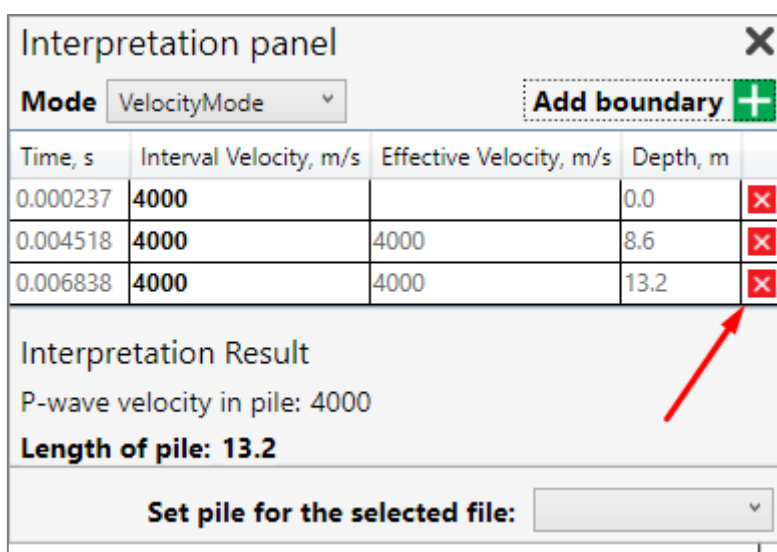 Interpretation panel
Mode VelocityMode Add boundary
Time, s Interval Velocity, m/s Effective Velocity, m/s Depth, m
0.000237 4000 0.0
0.004518 4000 4000 8.6
0.006838 4000 4000 13.2
Interpretation Result
P-wave velocity in pile: 4000
Length of pile: 13.2
Set pile for the selected file: